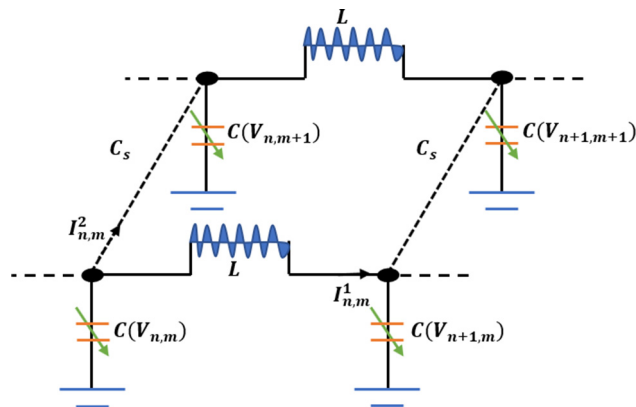 L
C(V_{n,m+1})
C(V_{n+1,m+1})
C_s
C_s
I^2_{n,m}
L
I^1_{n,m}
C(V_{n,m})
C(V_{n+1,m})